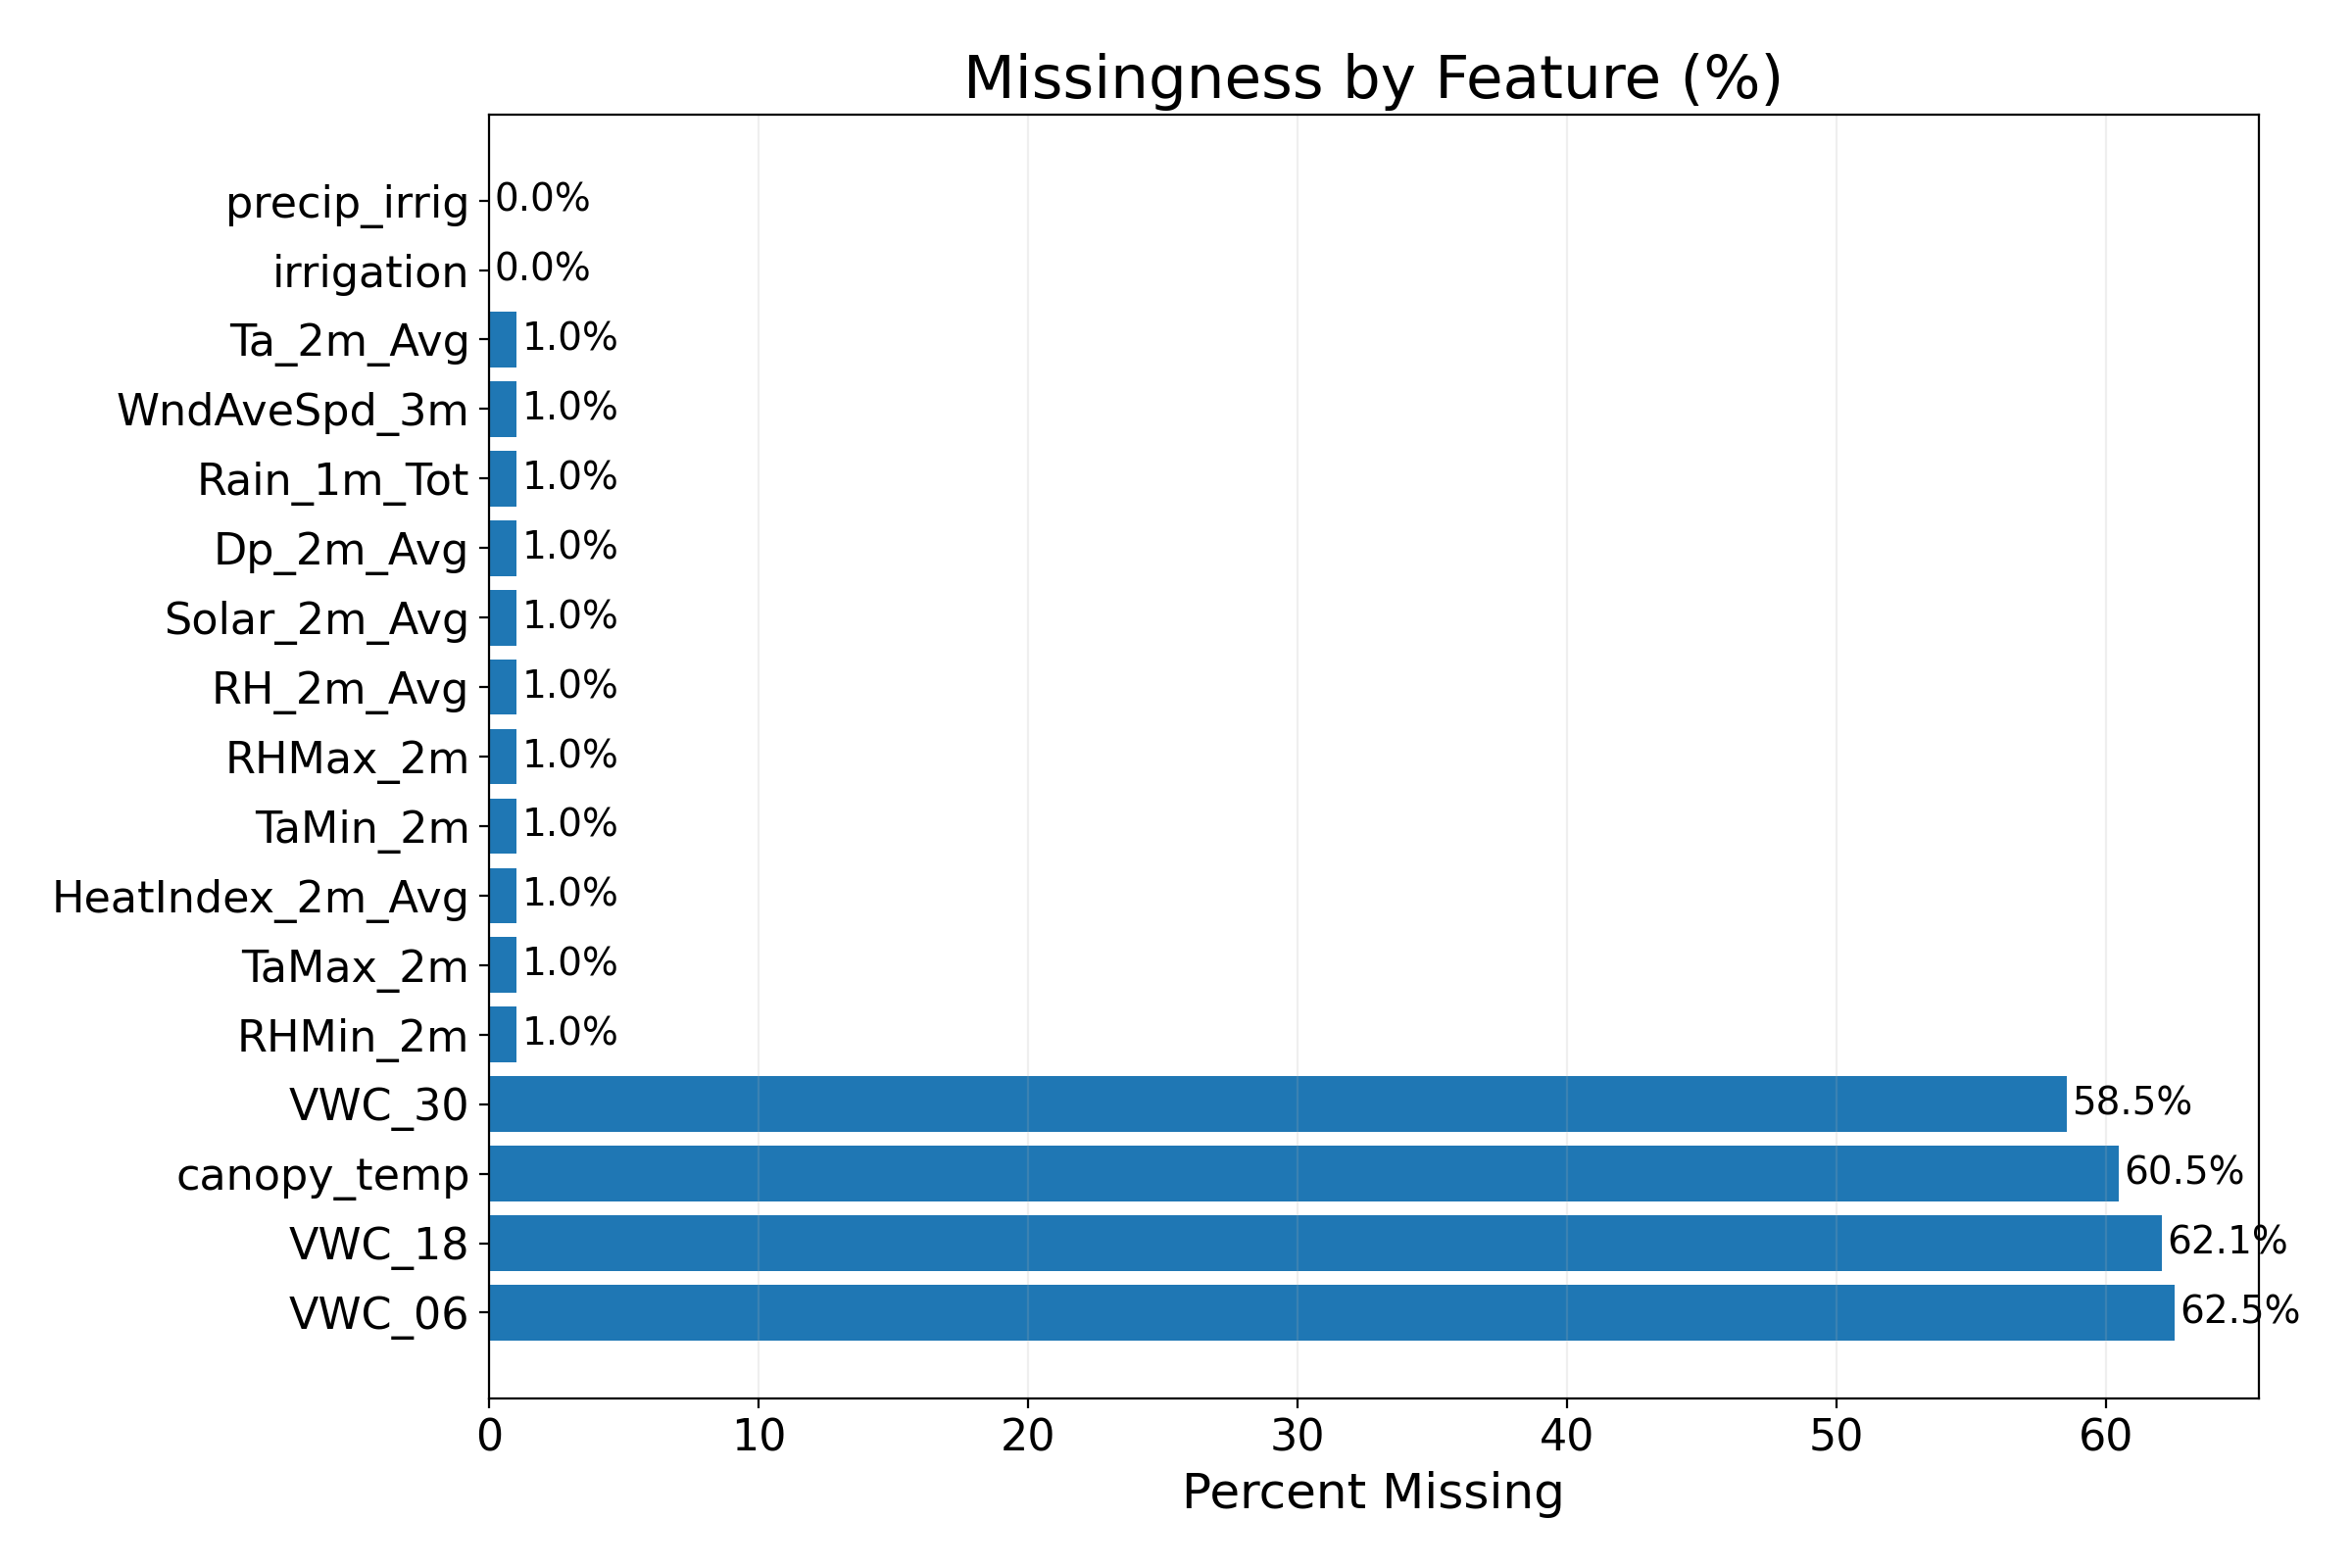 Missingness by Feature (%)
precip_irrig 0.0%
irrigation 0.0%
Ta_2m_Avg 1.0%
WndAveSpd_3m 1.0%
Rain_1m_Tot 1.0%
Dp_2m_Avg 1.0%
Solar_2m_Avg 1.0%
RH_2m_Avg 1.0%
RHMax_2m 1.0%
TaMin_2m 1.0%
HeatIndex_2m_Avg 1.0%
TaMax_2m 1.0%
RHMin_2m 1.0%
VWC_30 58.5%
canopy_temp 60.5%
VWC_18 62.1%
VWC_06 62.5%
0 10 20 30 40 50 60
Percent Missing